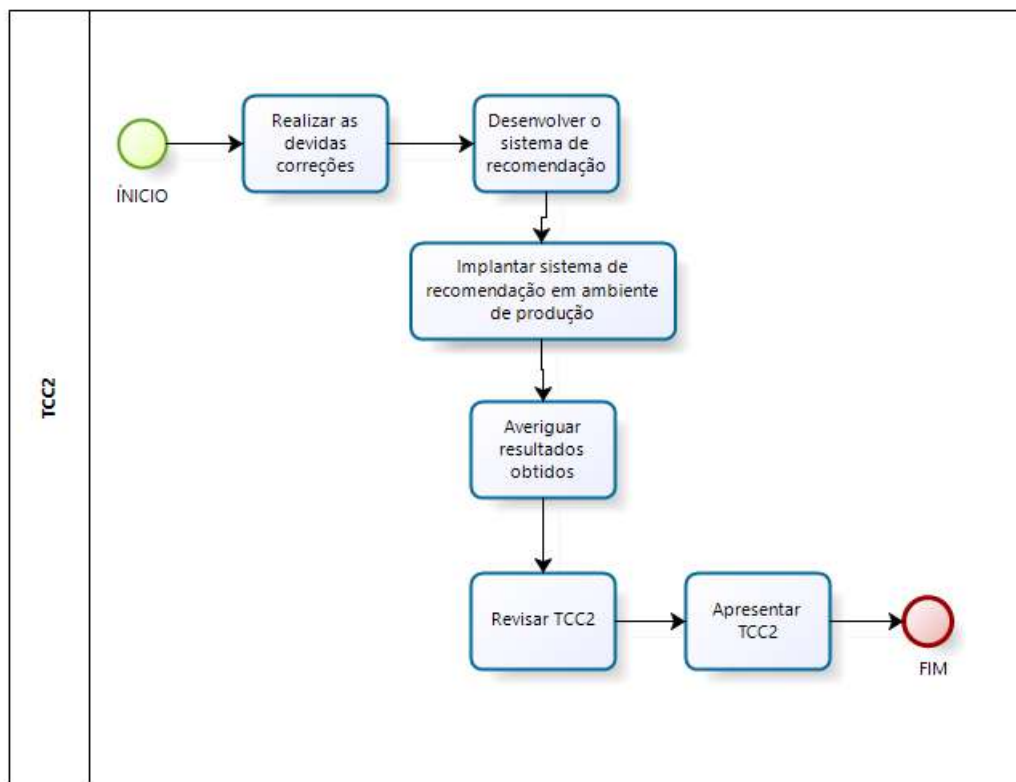 TCC2
ÍNICIO
Realizar as
devidas
correções
Desenvolver o
sistema de
recomendação
Implantar sistema de
recomendação em ambiente
de produção
Averiguar
resultados
obtidos
Revisar TCC2
Apresentar
TCC2
FIM